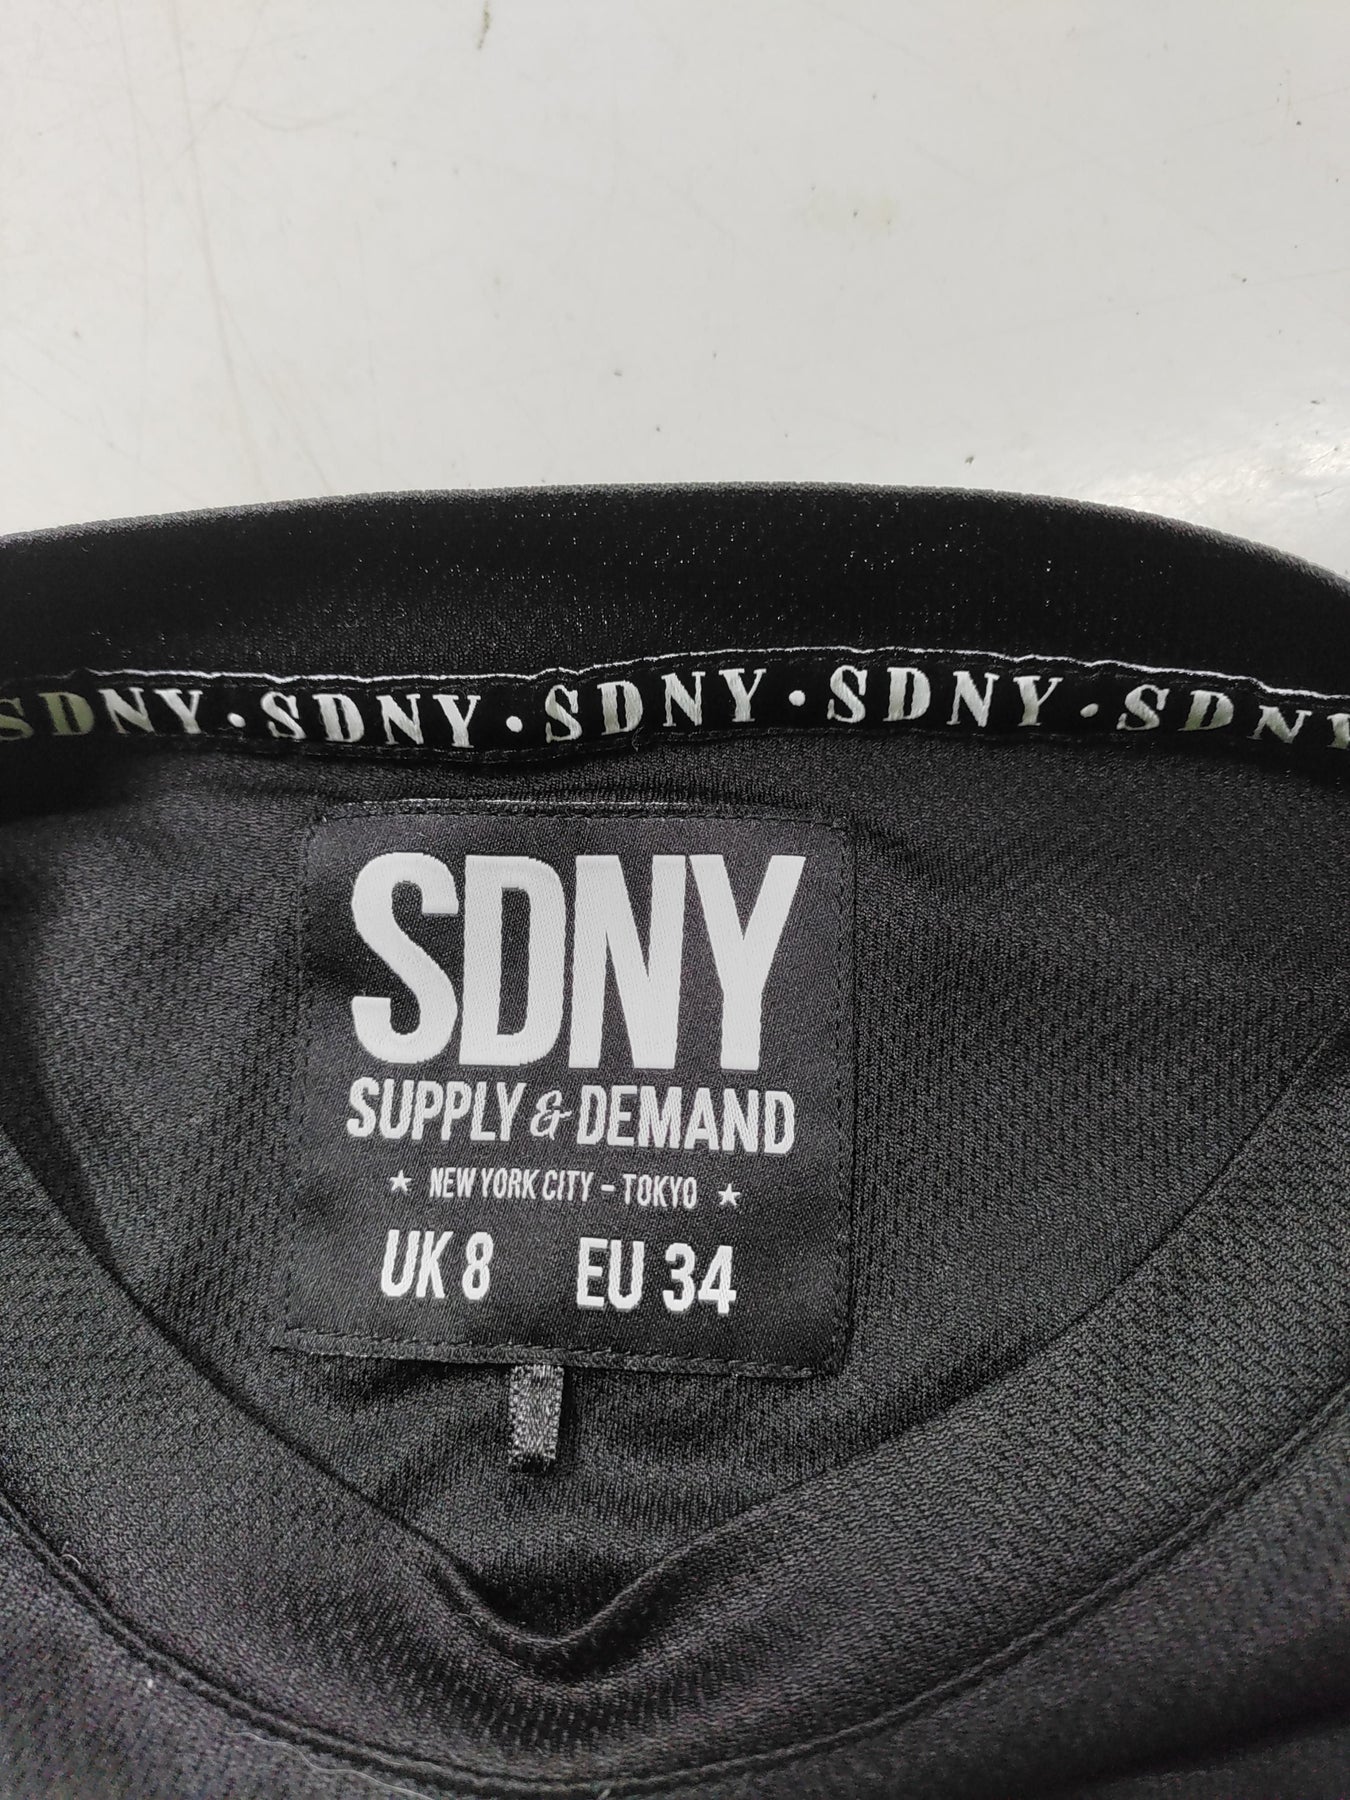 SDNY · SDNY · SDNY · SDNY · SDNY
SDNY
SUPPLY & DEMAND
★ NEW YORK CITY – TOKYO ★
UK 8 EU 34